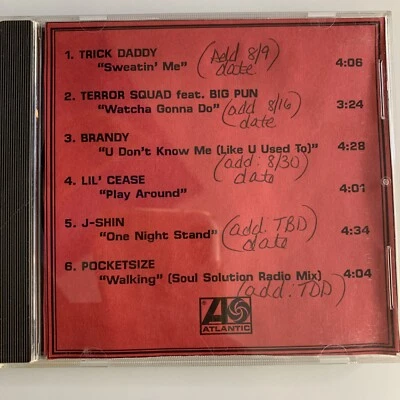 1. TRICK DADDY (Add 8/9)
"Sweatin' Me" date 4:06
2. TERROR SQUAD feat. BIG PUN
"Watcha Gonna Do" (add 8/16) 3:24
date
3. BRANDY
"U Don't Know Me (Like U Used To)" 4:28
(add: 8/30)
4. LIL' CEASE date
"Play Around" 4:01
5. J-SHIN (add: TBD)
"One Night Stand" date 4:34
6. POCKETSIZE
"Walking" (Soul Solution Radio Mix) 4:04
(add: TDD)
ATLANTIC